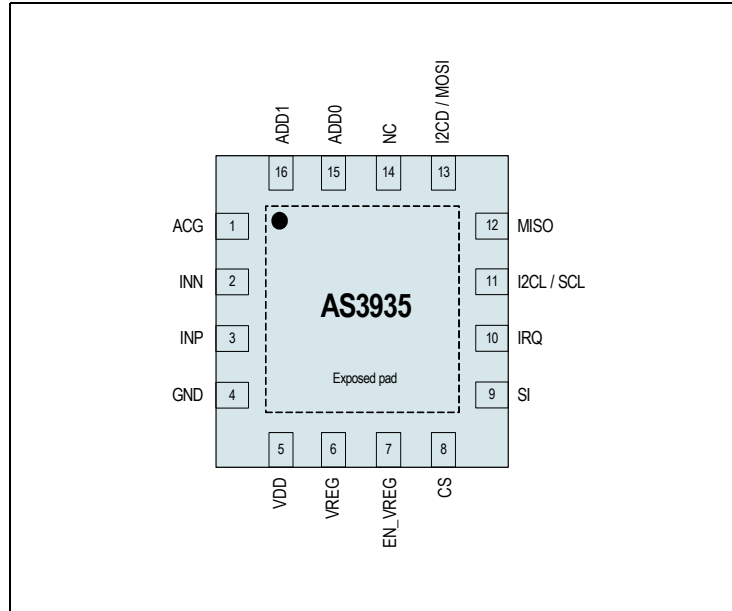 ADD1
ADD0
NC
I2CD / MOSI
16
15
14
13
ACG
1
12
MISO
INN
2
11
I2CL / SCL
AS3935
INP
3
10
IRQ
Exposed pad
GND
4
9
SI
5
6
7
8
VDD
VREG
EN_VREG
CS